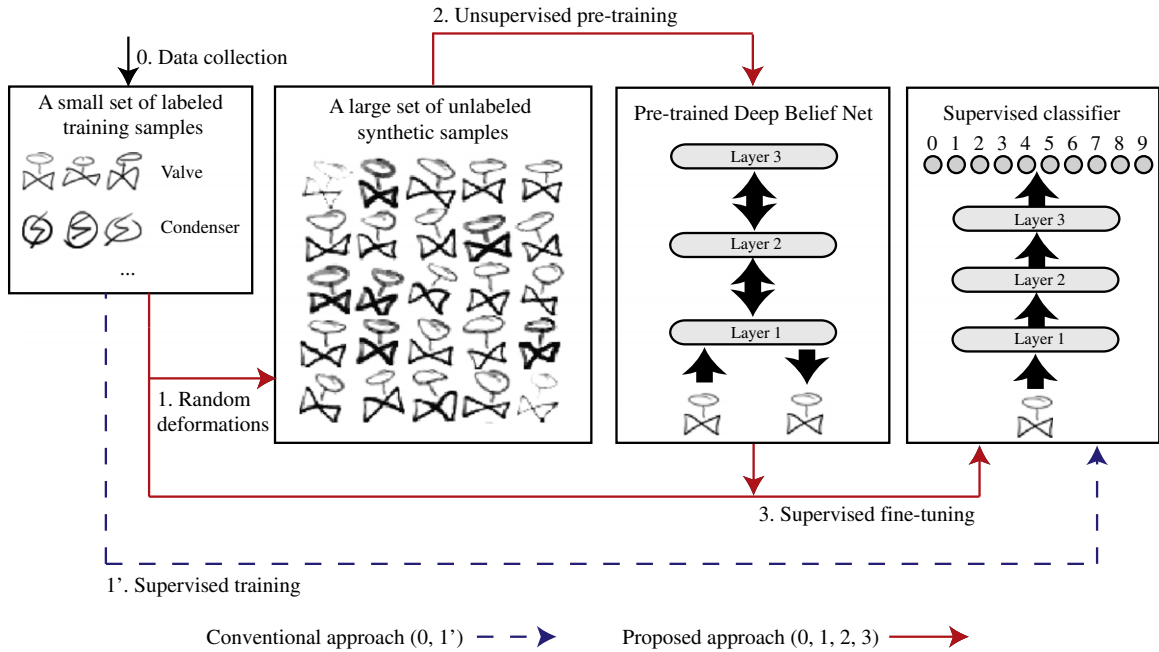 2. Unsupervised pre-training
0. Data collection
A small set of labeled
training samples
Valve
Condenser
...
A large set of unlabeled
synthetic samples
Pre-trained Deep Belief Net
Layer 3
Layer 2
Layer 1
Supervised classifier
0 1 2 3 4 5 6 7 8 9
Layer 3
Layer 2
Layer 1
1. Random
deformations
3. Supervised fine-tuning
1’. Supervised training
Conventional approach (0, 1’)
Proposed approach (0, 1, 2, 3)